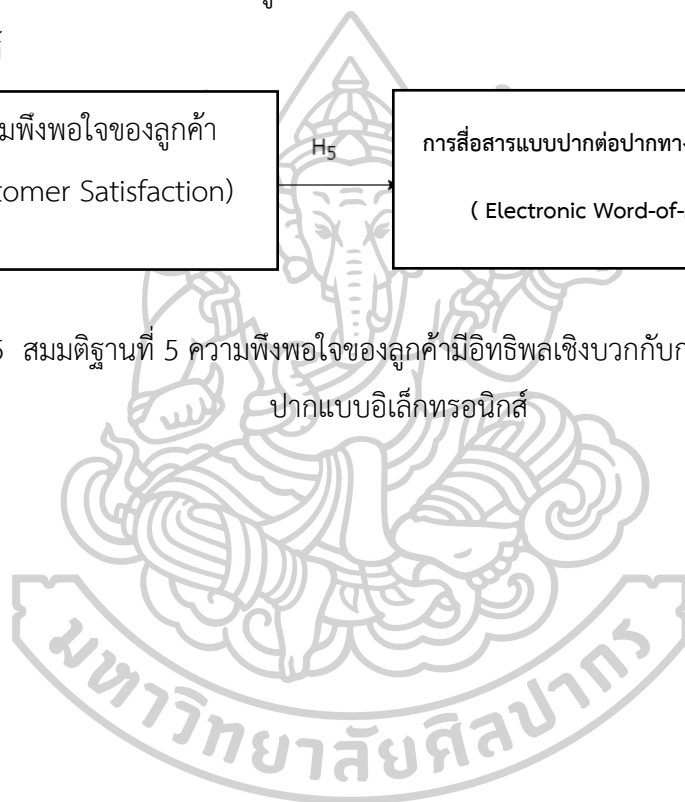 มพึงพอใจของลูกค้า
tomer Satisfaction)
H5
การสื่อสารแบบปากต่อปากทาง
( Electronic Word-of-
สมมติฐานที่ 5 ความพึงพอใจของลูกค้ามีอิทธิพลเชิงบวกกับก
ปากแบบอิเล็กทรอนิกส์
มหาวิทยาลัยศิลปากร